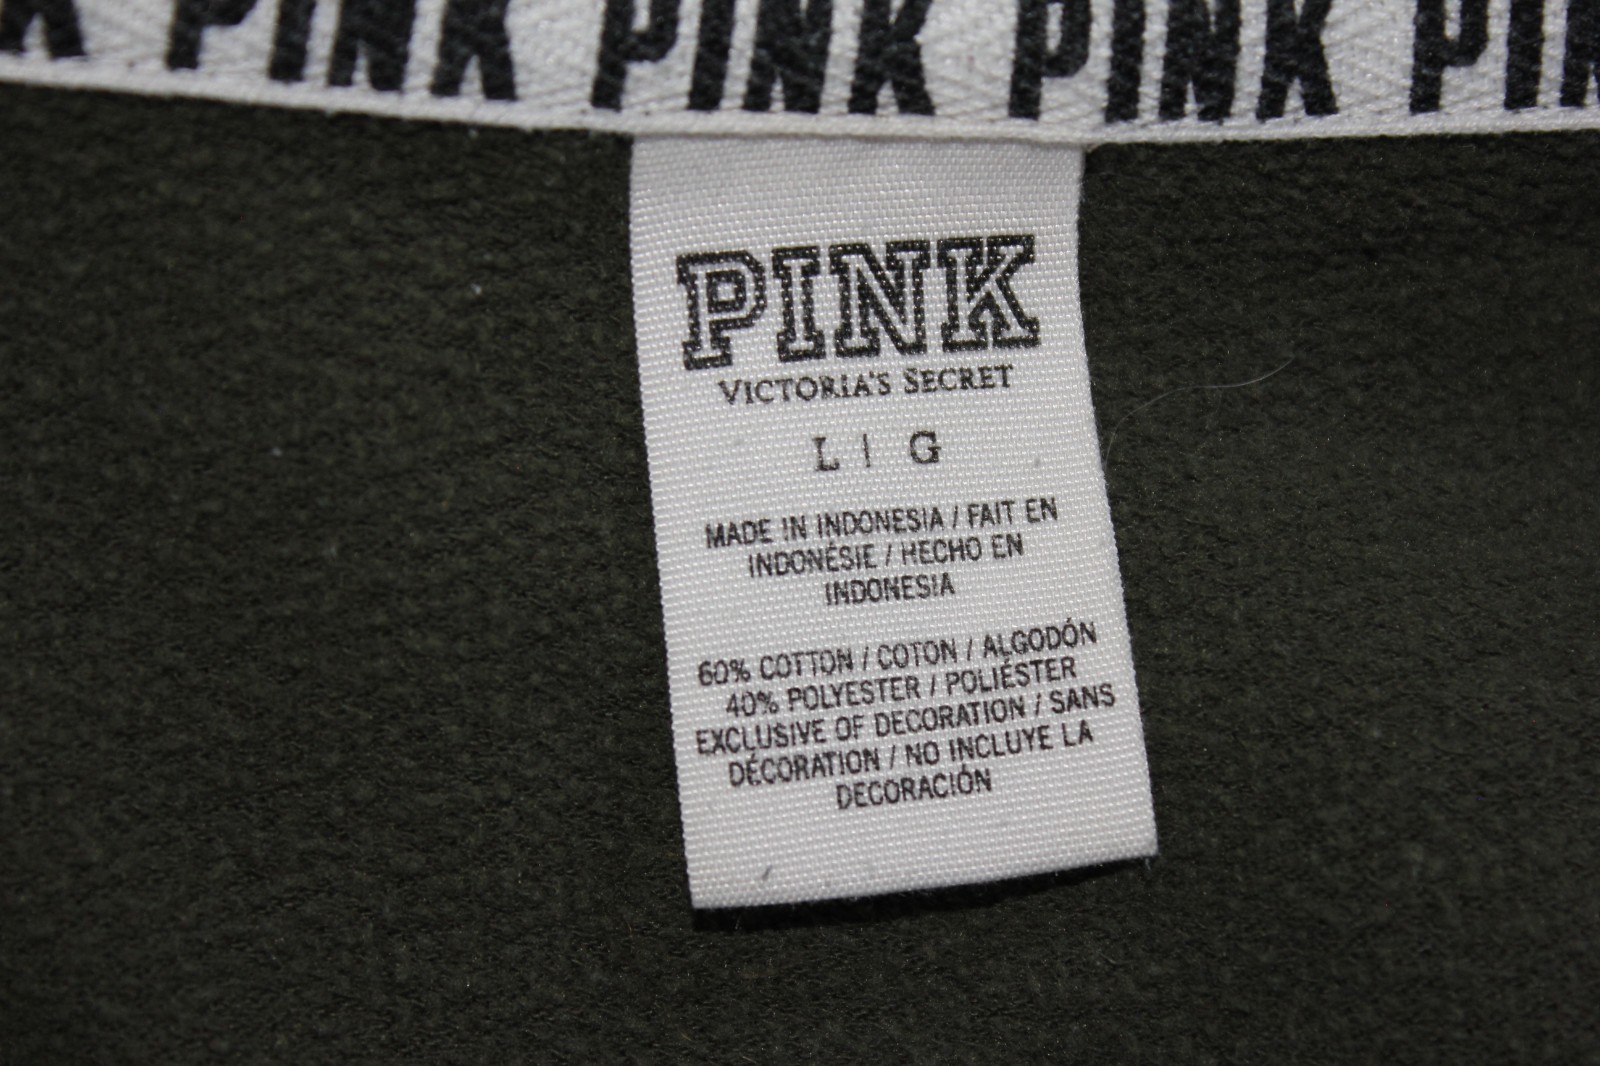 K PINK PINK PINK PIN
PINK
VICTORIA'S SECRET
L | G
MADE IN INDONESIA / FAIT EN
INDONÉSIE / HECHO EN
INDONESIA
60% COTTON / COTON / ALGODÓN
40% POLYESTER / POLIÉSTER
EXCLUSIVE OF DECORATION / SANS
DÉCORATION / NO INCLUYE LA
DECORACIÓN